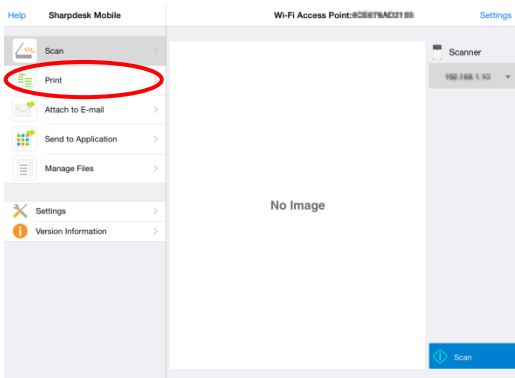 Help
Sharpdesk Mobile
Wi-Fi Access Point:
Settings
Scan
Print
Attach to E-mail
Send to Application
Manage Files
Settings
Version Information
No Image
Scanner
Scan